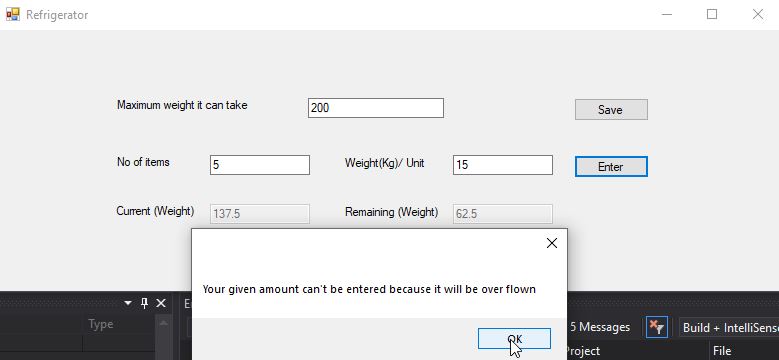 Refrigerator
Maximum weight it can take 200 Save
No of items 5 Weight(Kg)/ Unit 15 Enter
Current (Weight) 137.5 Remaining (Weight) 62.5
Your given amount can't be entered because it will be over flown
OK
5 Messages Build + IntelliSens
Type Project File